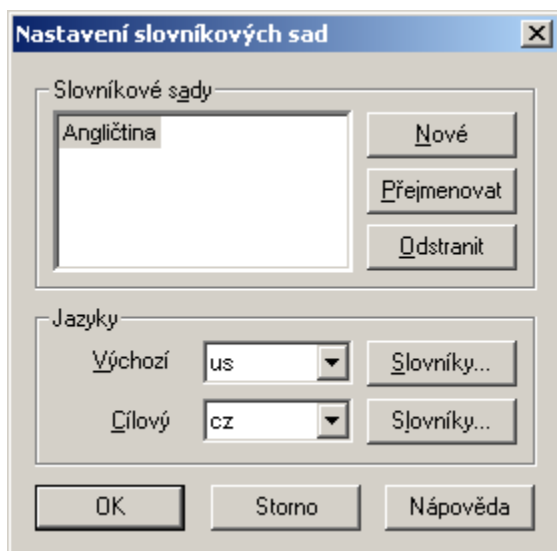 Nastavení slovníkových sad
Slovníkové sady
Angličtina
Nové
Přejmenovat
Odstranit
Jazyky
Výchozí us Slovníky...
Cílový cz Slovníky...
OK Storno Nápověda